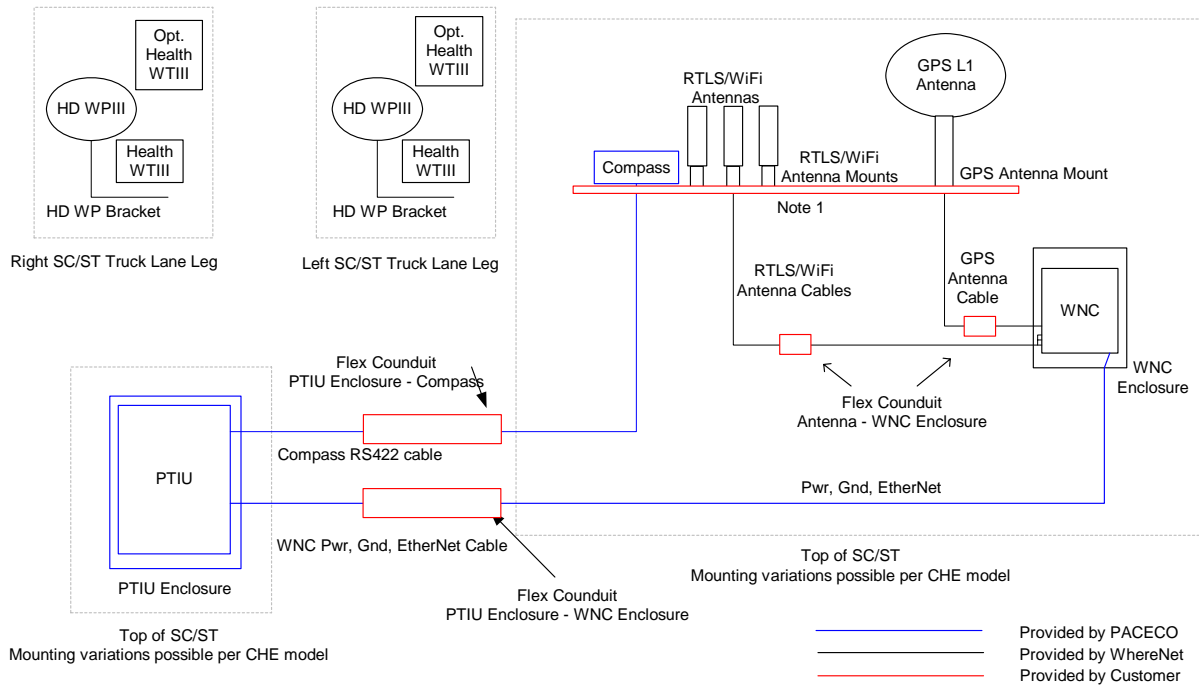 Opt.
Health
WTIII
HD WPIII
Health
WTIII
HD WP Bracket
Right SC/ST Truck Lane Leg
Opt.
Health
WTIII
HD WPIII
Health
WTIII
HD WP Bracket
Left SC/ST Truck Lane Leg
GPS L1
Antenna
RTLS/WiFi
Antennas
Compass
RTLS/WiFi
Antenna Mounts
GPS Antenna Mount
Note 1
RTLS/WiFi
Antenna Cables
GPS
Antenna
Cable
WNC
WNC
Enclosure
Flex Counduit
Antenna - WNC Enclosure
Flex Counduit
PTIU Enclosure - Compass
PTIU
Compass RS422 cable
Pwr, Gnd, EtherNet
WNC Pwr, Gnd, EtherNet Cable
PTIU Enclosure
Flex Counduit
PTIU Enclosure - WNC Enclosure
Top of SC/ST
Mounting variations possible per CHE model
Top of SC/ST
Mounting variations possible per CHE model
Provided by PACECO
Provided by WhereNet
Provided by Customer